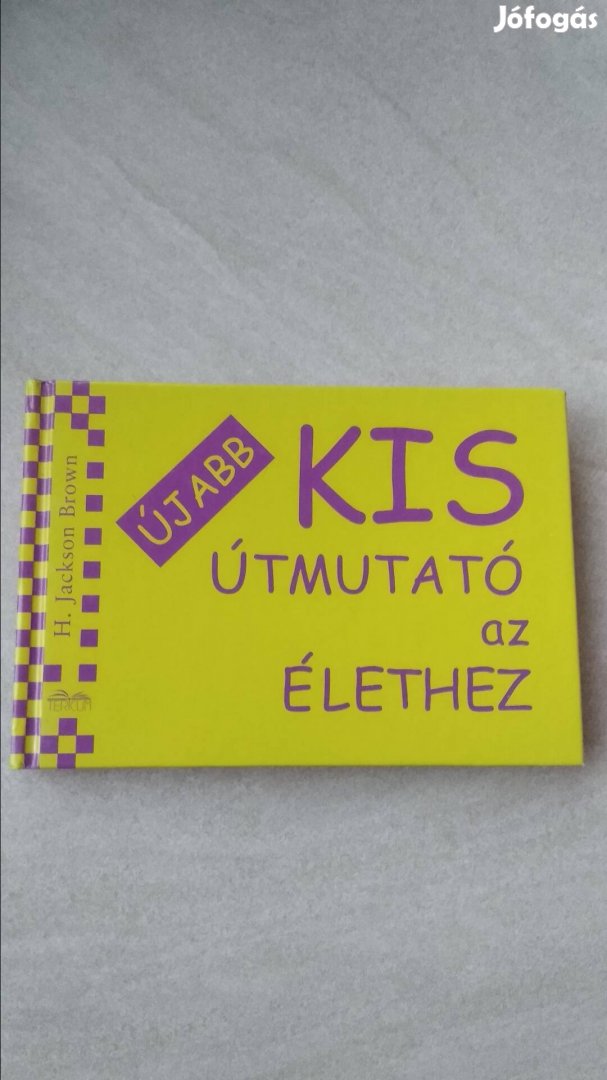 Jófogás
H. Jackson Brown
ÚJABB
KIS
ÚTMUTATÓ
az
ÉLETHEZ